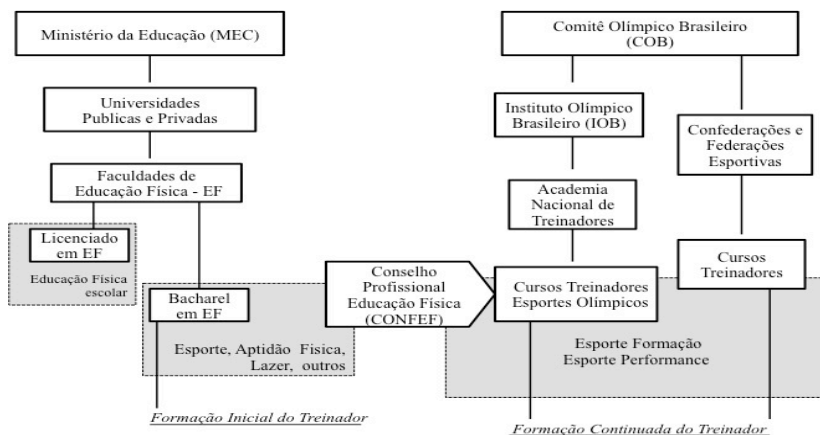 Ministério da Educação (MEC)
Universidades
Publicas e Privadas
Faculdades de
Educação Física - EF
Licenciado
em EF
Educação Física
escolar
Bacharel
em EF
Esporte, Aptidão Física,
Lazer, outros
Formação Inicial do Treinador
Conselho
Profissional
Educação Física
(CONFEF)
Comitê Olímpico Brasileiro
(COB)
Instituto Olímpico
Brasileiro (IOB)
Academia
Nacional de
Treinadores
Cursos Treinadores
Esportes Olímpicos
Confederações e
Federações
Esportivas
Cursos
Treinadores
Esporte Formação
Esporte Performance
Formação Continuada do Treinador